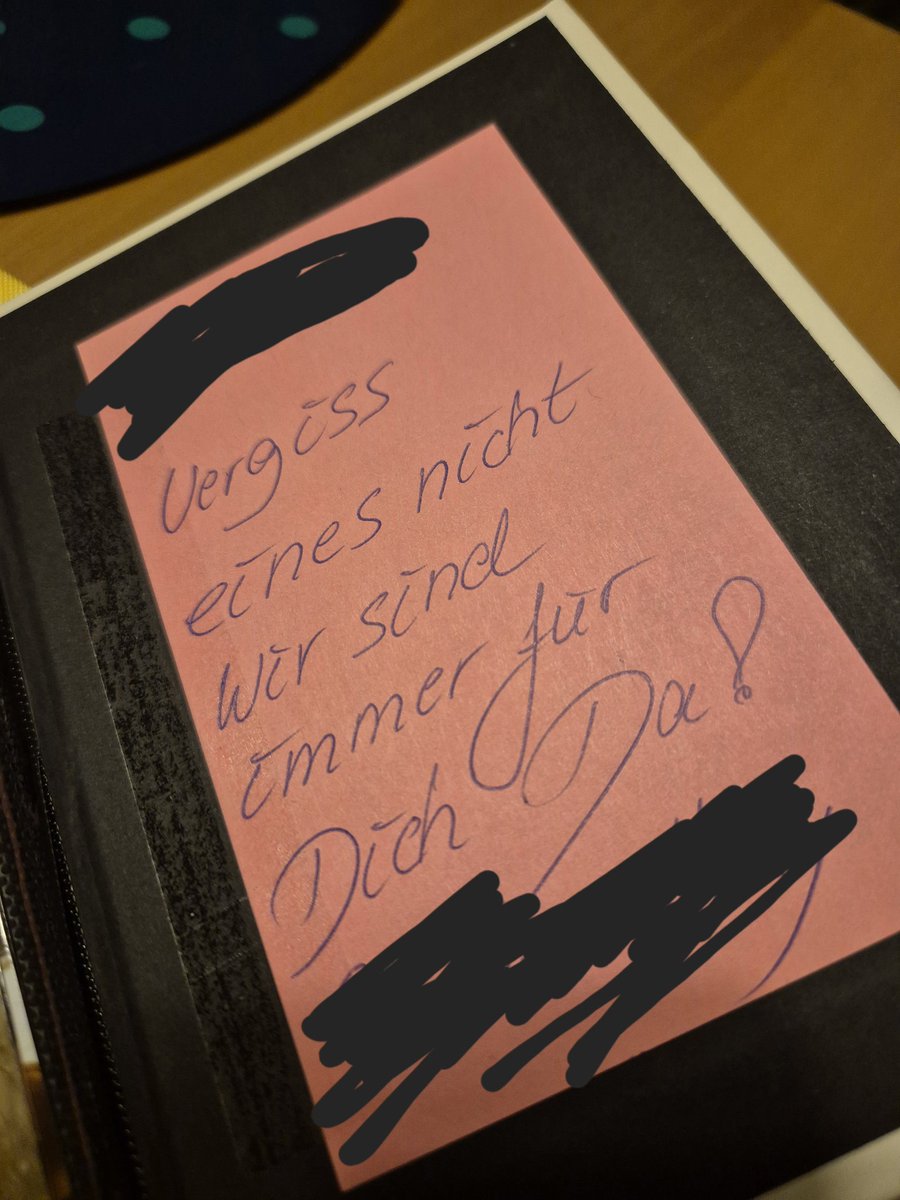 Vergiss
eines nicht
Wir sind
immer für
Dich Da!